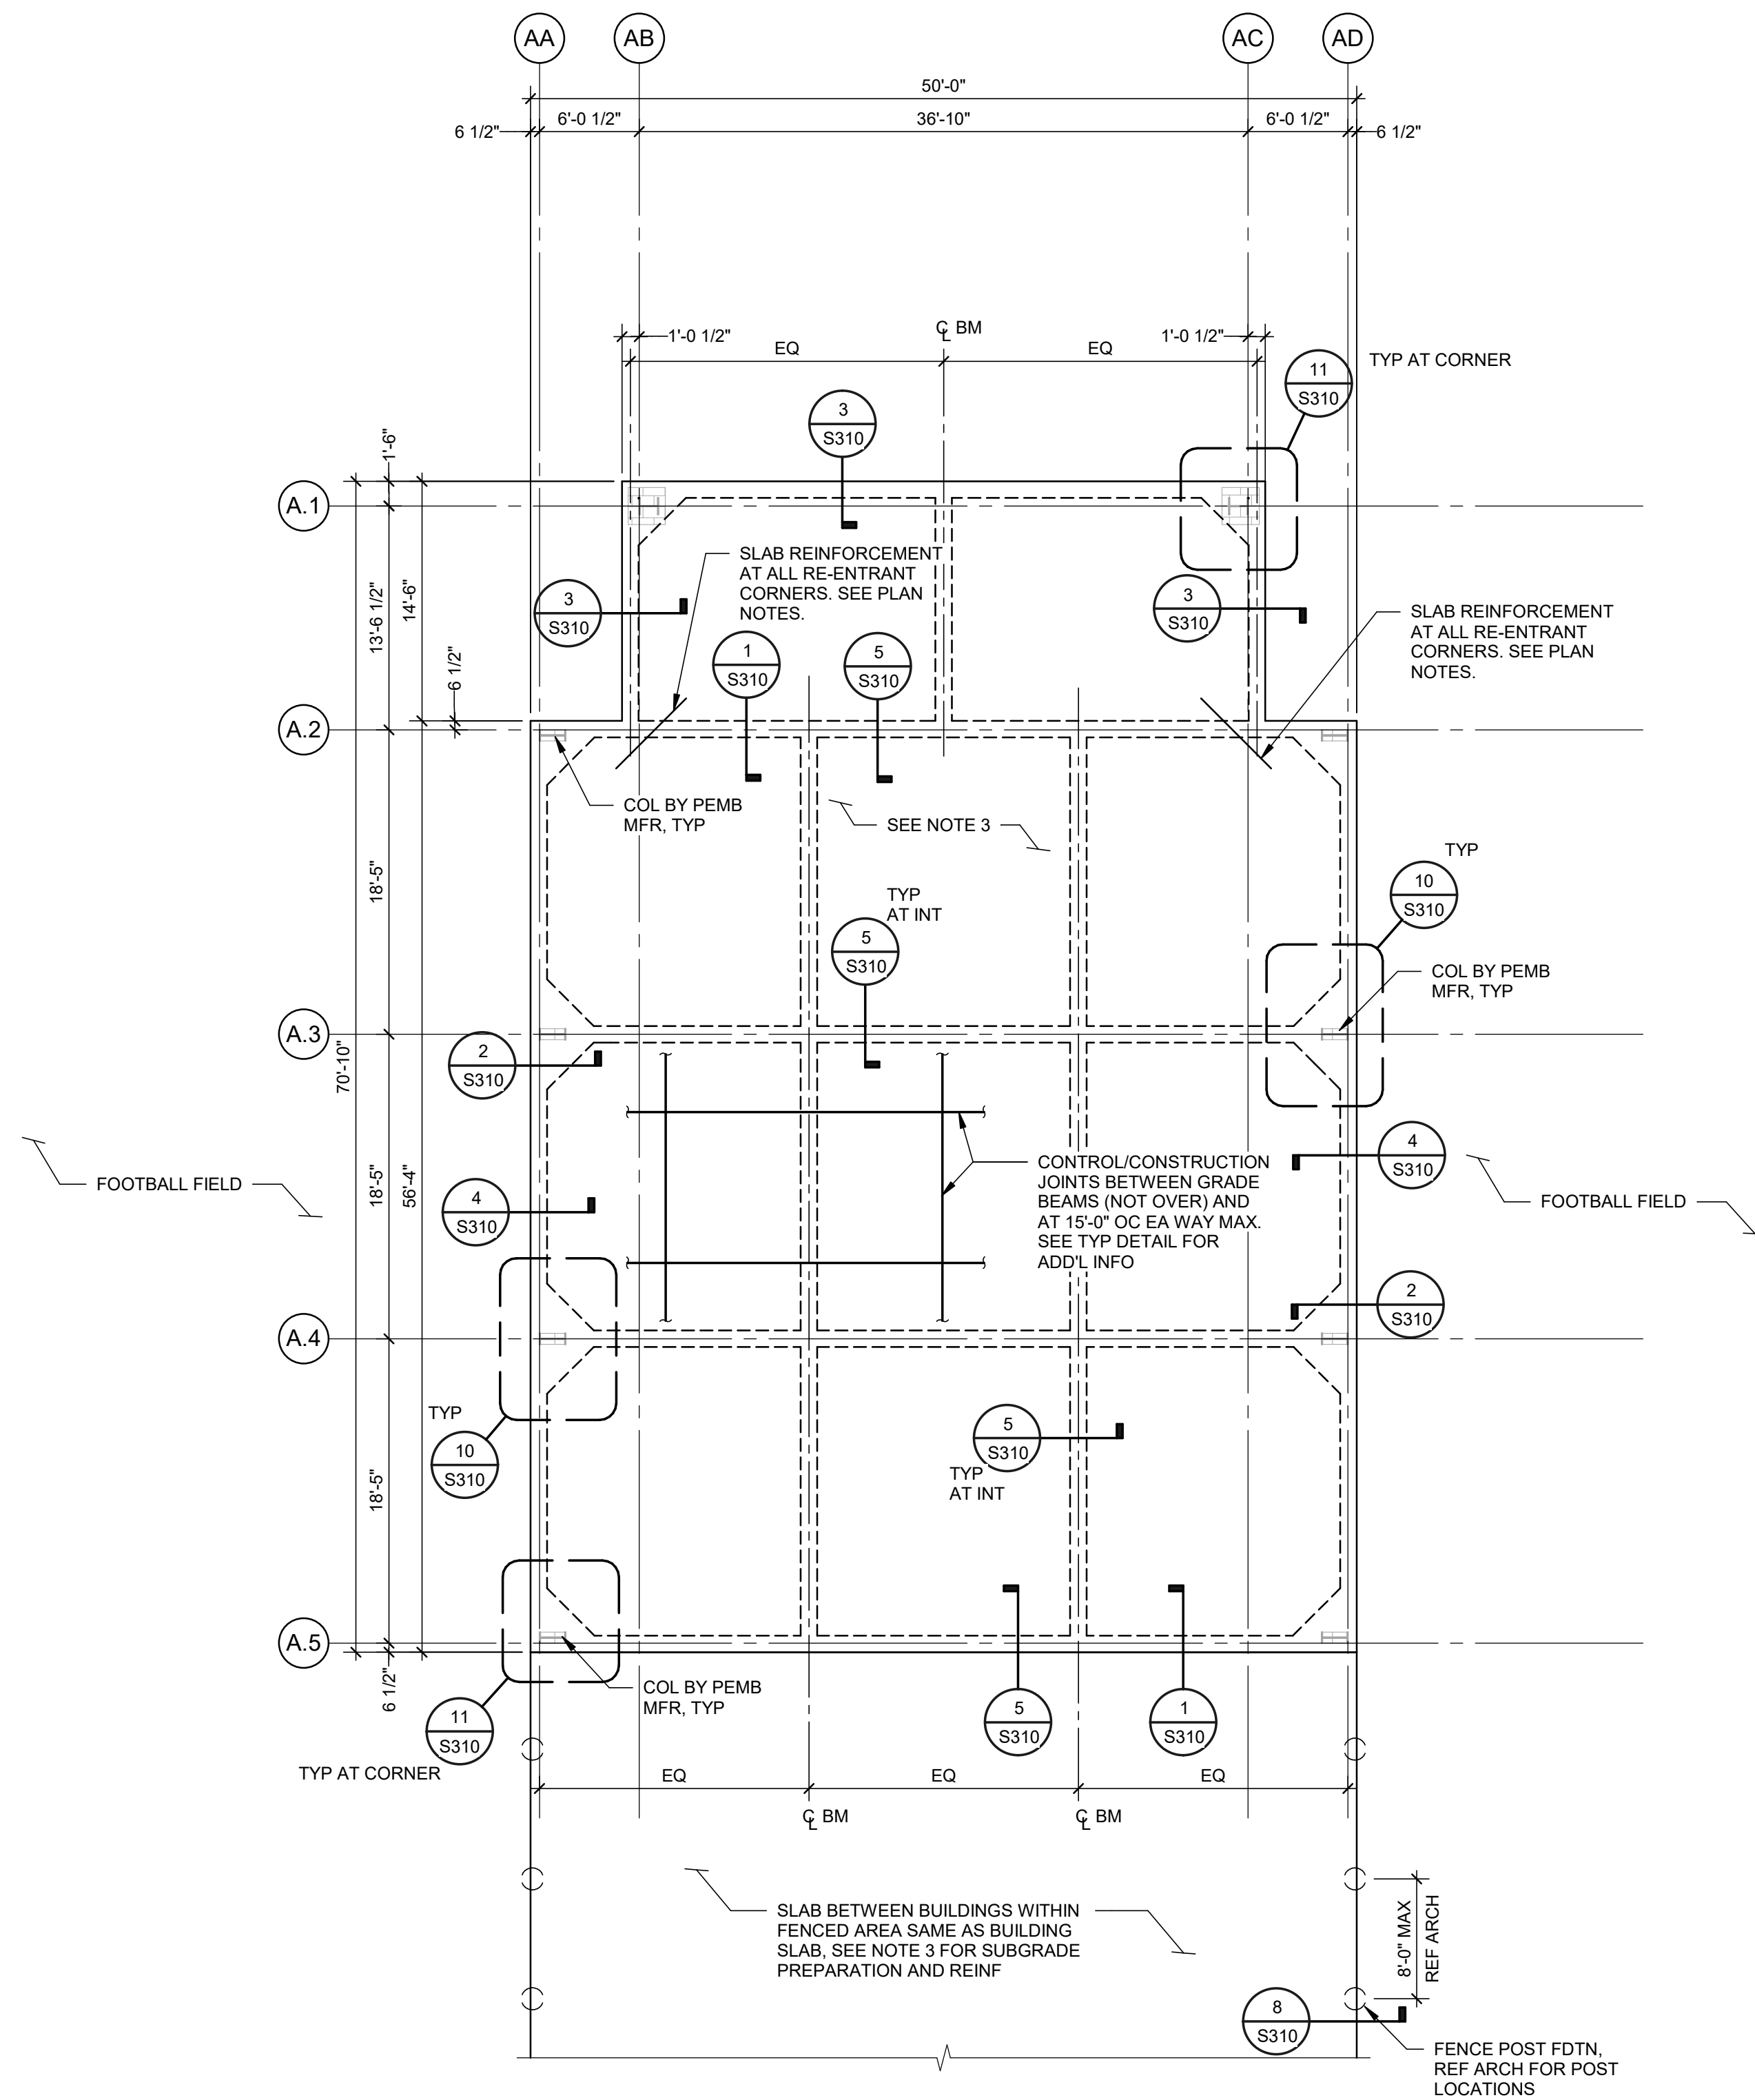 AA
AB
AC
AD
50'-0"
6 1/2"
6'-0 1/2"
36'-10"
6'-0 1/2"
6 1/2"
1'-0 1/2"
℄ BM
1'-0 1/2"
EQ
EQ
11
S310
TYP AT CORNER
3
S310
1'-6"
A.1
13'-6 1/2"
14'-6"
6 1/2"
SLAB REINFORCEMENT
AT ALL RE-ENTRANT
CORNERS. SEE PLAN
NOTES.
3
S310
3
S310
SLAB REINFORCEMENT
AT ALL RE-ENTRANT
CORNERS. SEE PLAN
NOTES.
1
S310
5
S310
A.2
COL BY PEMB
MFR, TYP
SEE NOTE 3
18'-5"
TYP
10
S310
TYP
AT INT
5
S310
COL BY PEMB
MFR, TYP
A.3
70'-10"
2
S310
FOOTBALL FIELD
18'-5"
56'-4"
4
S310
CONTROL/CONSTRUCTION
JOINTS BETWEEN GRADE
BEAMS (NOT OVER) AND
AT 15'-0" OC EA WAY MAX.
SEE TYP DETAIL FOR
ADD'L INFO
4
S310
FOOTBALL FIELD
2
S310
A.4
TYP
10
S310
5
S310
TYP
AT INT
18'-5"
A.5
6 1/2"
COL BY PEMB
MFR, TYP
11
S310
TYP AT CORNER
5
S310
1
S310
EQ
EQ
EQ
℄ BM
℄ BM
SLAB BETWEEN BUILDINGS WITHIN
FENCED AREA SAME AS BUILDING
SLAB, SEE NOTE 3 FOR SUBGRADE
PREPARATION AND REINF
8'-0" MAX
REF ARCH
8
S310
FENCE POST FDTN,
REF ARCH FOR POST
LOCATIONS